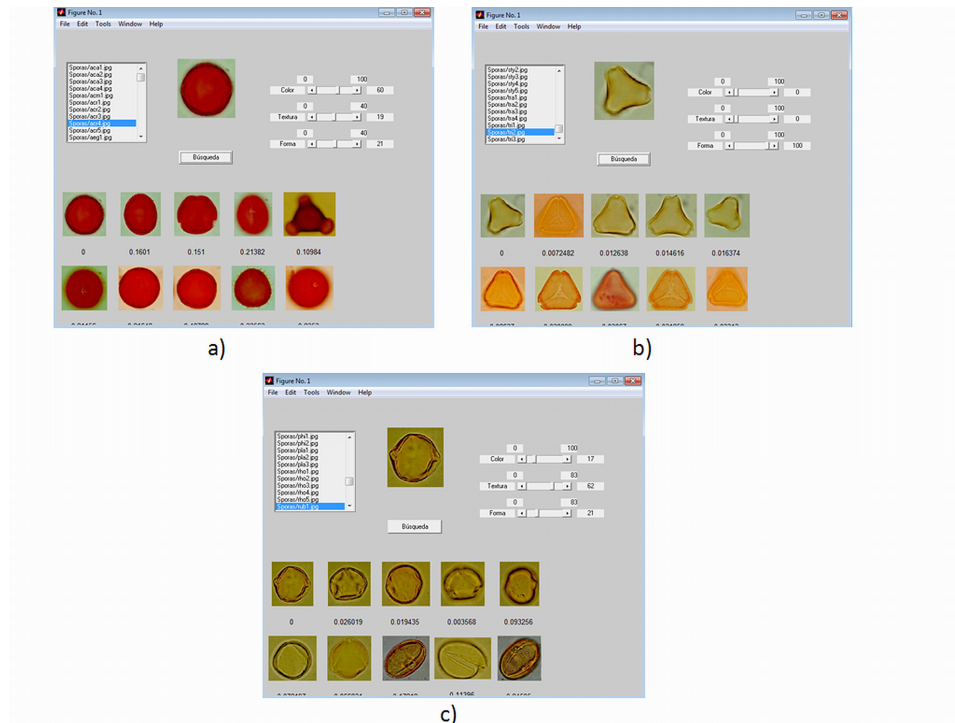 Figure No. 1
File Edit Tools Window Help
Sporas/aca1.jpg
Sporas/aca2.jpg
Sporas/aca3.jpg
Sporas/aca4.jpg
Sporas/acm1.jpg
Sporas/acr1.jpg
Sporas/acr2.jpg
Sporas/acr3.jpg
Sporas/acr4.jpg
Sporas/acr5.jpg
Sporas/aeg1.jpg
0 100
Color 60
0 40
Textura 19
0 40
Forma 21
Búsqueda
0 0.1601 0.151 0.21382 0.10984
a)
Figure No. 1
File Edit Tools Window Help
Sporas/sty2.jpg
Sporas/sty3.jpg
Sporas/sty4.jpg
Sporas/sty5.jpg
Sporas/tra1.jpg
Sporas/tra2.jpg
Sporas/tra3.jpg
Sporas/tra4.jpg
Sporas/tri1.jpg
Sporas/tri2.jpg
Sporas/tri3.jpg
0 100
Color 0
0 100
Textura 0
0 100
Forma 100
Búsqueda
0 0.0072482 0.012638 0.014616 0.016374
b)
Figure No. 1
File Edit Tools Window Help
Sporas/phi1.jpg
Sporas/phi2.jpg
Sporas/pla1.jpg
Sporas/pla2.jpg
Sporas/pla3.jpg
Sporas/rho1.jpg
Sporas/rho2.jpg
Sporas/rho3.jpg
Sporas/rho4.jpg
Sporas/rho5.jpg
Sporas/rub1.jpg
0 100
Color 17
0 83
Textura 62
0 83
Forma 21
Búsqueda
0 0.026019 0.019435 0.003568 0.093256
0.11396
c)